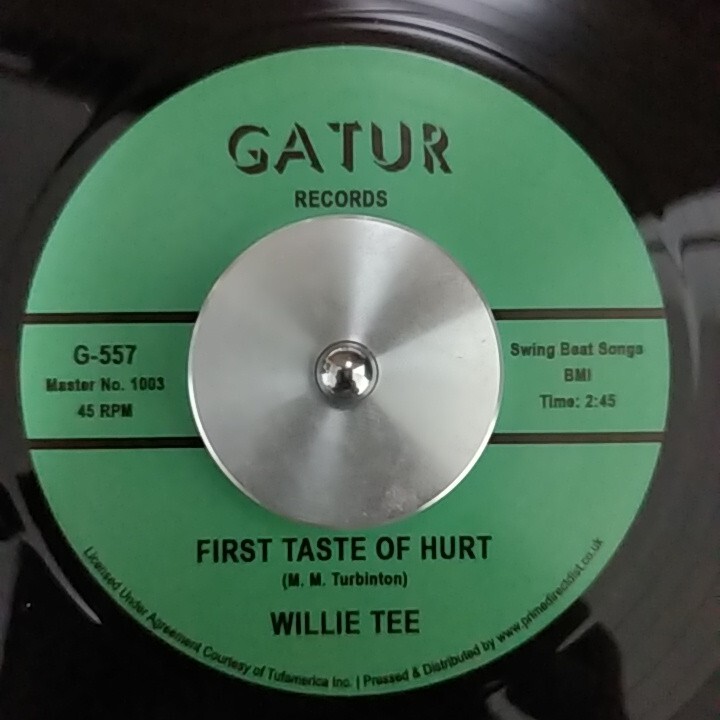 GATUR
RECORDS
G-557
Master No. 1003
45 RPM
Swing Beat Songs
BMI
Time: 2:45
FIRST TASTE OF HURT
(M. M. Turbinton)
WILLIE TEE
Licensed Under Agreement Courtesy of Tufamerica Inc. | Pressed & Distributed by www.primedirectdist.co.uk